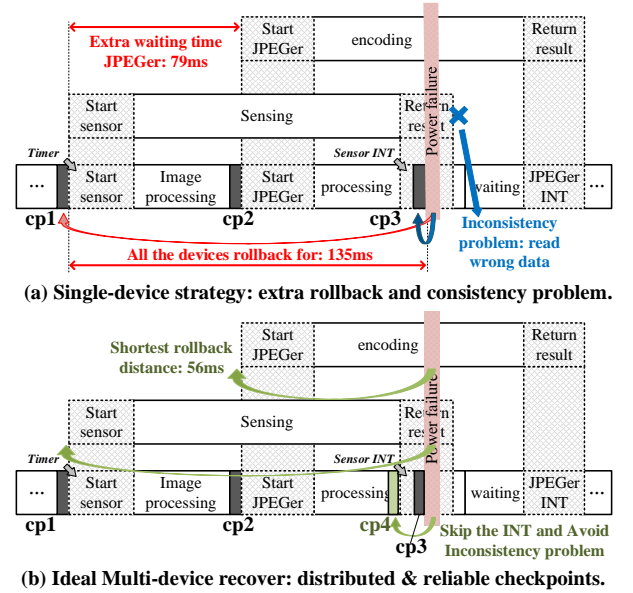 Start
JPEGer
encoding
Return
result
Extra waiting time
JPEGer: 79ms
Start
sensor
Sensing
Return
result
Power failure
Timer
Sensor INT
...
Start
sensor
Image
processing
Start
JPEGer
processing
waiting
JPEGer
INT
...
cp1
cp2
cp3
All the devices rollback for: 135ms
Inconsistency
problem: read
wrong data
(a) Single-device strategy: extra rollback and consistency problem.
Start
JPEGer
encoding
Return
result
Shortest rollback
distance: 56ms
Start
sensor
Sensing
Return
result
Power failure
Timer
Sensor INT
...
Start
sensor
Image
processing
Start
JPEGer
processing
waiting
JPEGer
INT
...
cp1
cp2
cp4
cp3
Skip the INT and Avoid
Inconsistency problem
(b) Ideal Multi-device recover: distributed & reliable checkpoints.